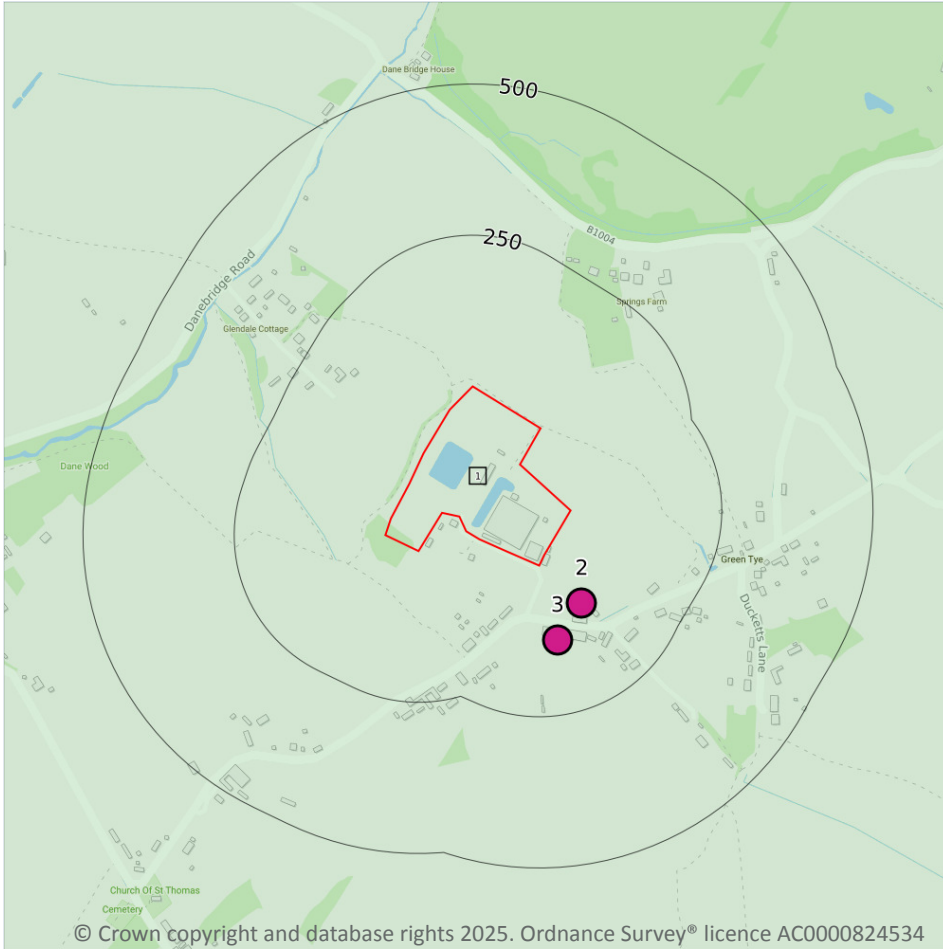 Dane Bridge House
500
B1004
250
Danebridge Road
Springs Farm
Glendale Cottage
Dane Wood
1
Green Tye
2
3
Ducketts Lane
Church Of St Thomas
Cemetery
© Crown copyright and database rights 2025. Ordnance Survey® licence AC0000824534